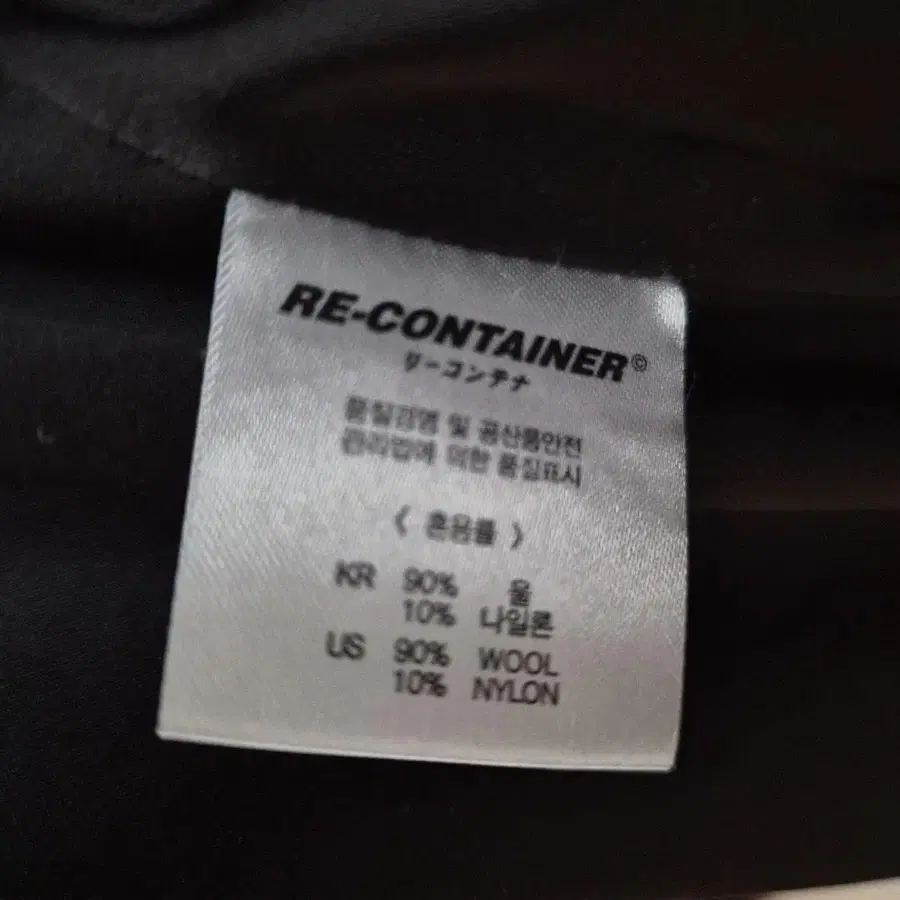 RE-CONTAINER©
リーコンテナ
품질경영 및 공산품안전
관리법에 의한 품질표시
< 혼용률 >
KR 90% 울
10% 나일론
US 90% WOOL
10% NYLON